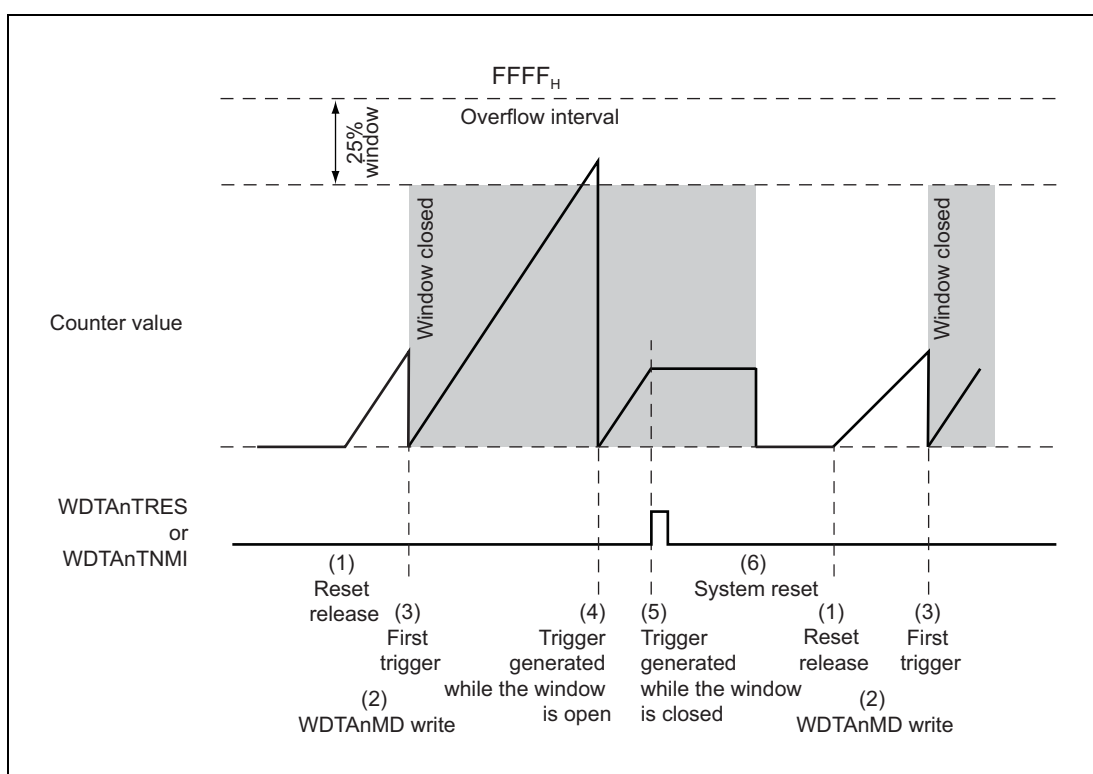 FFFFH
Overflow interval
25%
window
Window closed
Window closed
Counter value
WDTAnTRES
or
WDTAnTNMI
(1)
Reset
release
(3)
First
trigger
(2)
WDTAnMD write
(4)
Trigger
generated
while the window
is open
(5)
Trigger
generated
while the window
is closed
(6)
System reset
(1)
Reset
release
(3)
First
trigger
(2)
WDTAnMD write